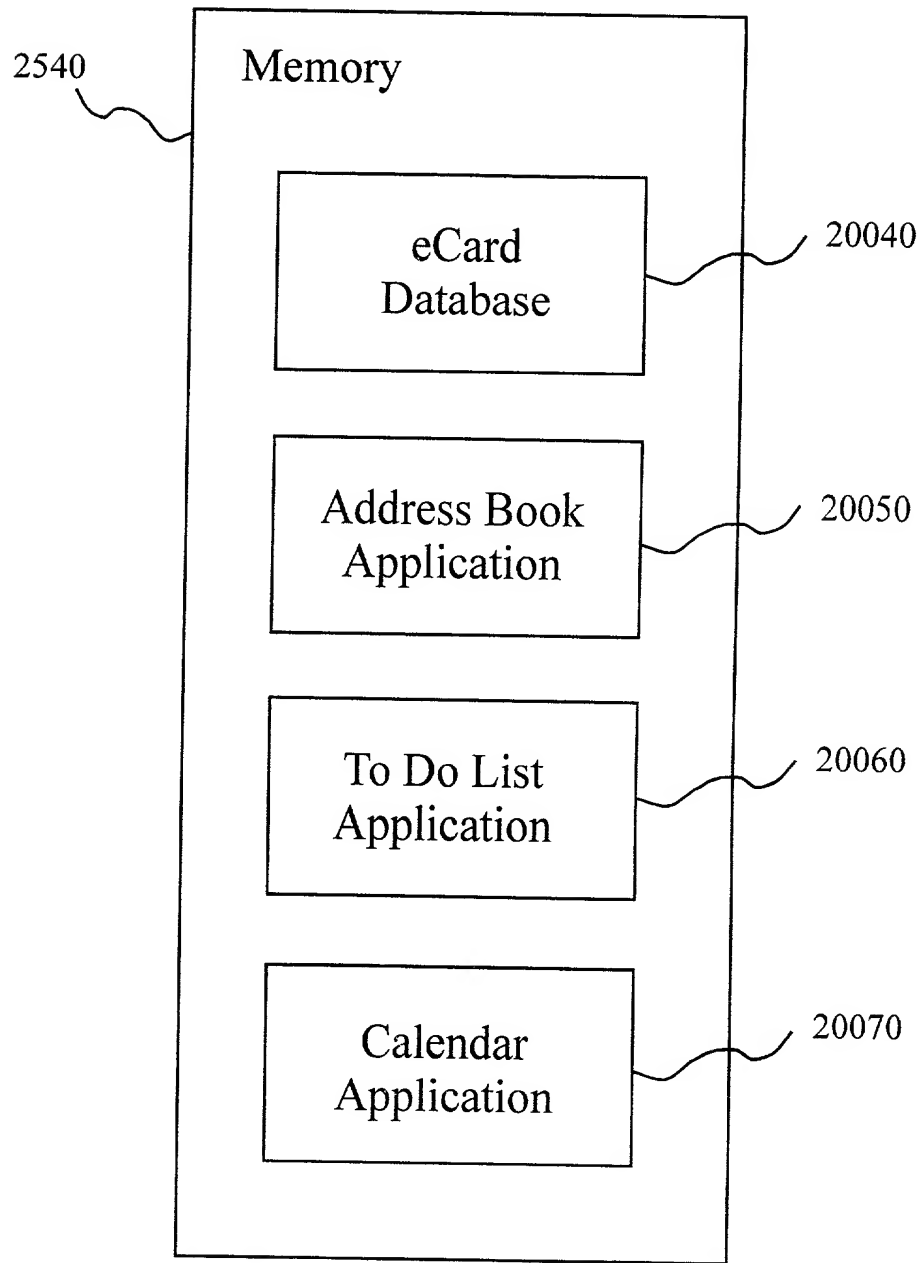 2540
Memory
eCard
Database
20040
Address Book
Application
20050
To Do List
Application
20060
Calendar
Application
20070